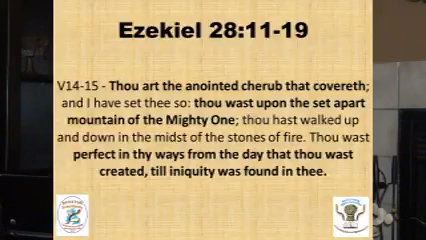 Ezekiel 28:11-19
V14-15 - Thou art the anointed cherub that covereth;
and I have set thee so: thou wast upon the set apart
mountain of the Mighty One; thou hast walked up
and down in the midst of the stones of fire. Thou wast
perfect in thy ways from the day that thou wast
created, till iniquity was found in thee.